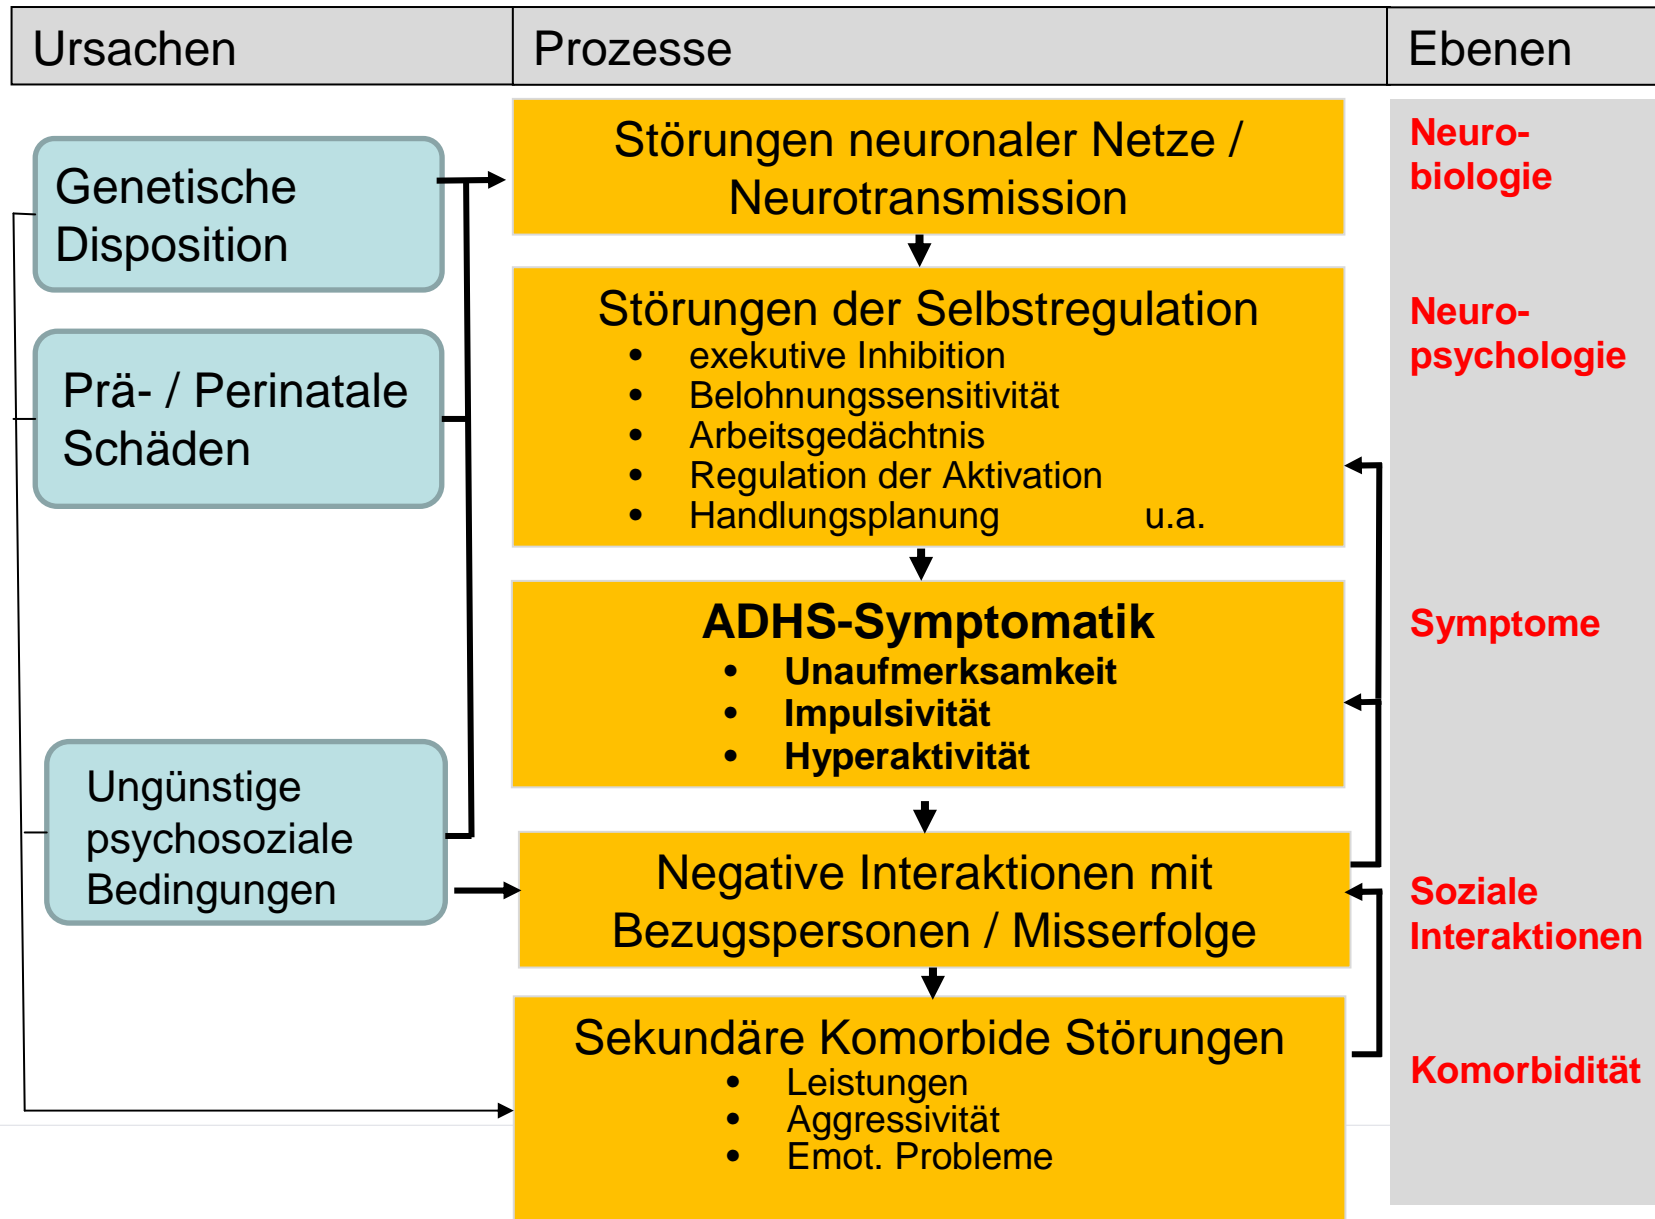 Ursachen
Prozesse
Ebenen
Genetische
Disposition
Prä- / Perinatale
Schäden
Ungünstige
psychosoziale
Bedingungen
Störungen neuronaler Netze /
Neurotransmission
Störungen der Selbstregulation
• exekutive Inhibition
• Belohnungssensitivität
• Arbeitsgedächtnis
• Regulation der Aktivation
• Handlungsplanung u.a.
ADHS-Symptomatik
• Unaufmerksamkeit
• Impulsivität
• Hyperaktivität
Negative Interaktionen mit
Bezugspersonen / Misserfolge
Sekundäre Komorbide Störungen
• Leistungen
• Aggressivität
• Emot. Probleme
Neuro-
biologie
Neuro-
psychologie
Symptome
Soziale
Interaktionen
Komorbidität